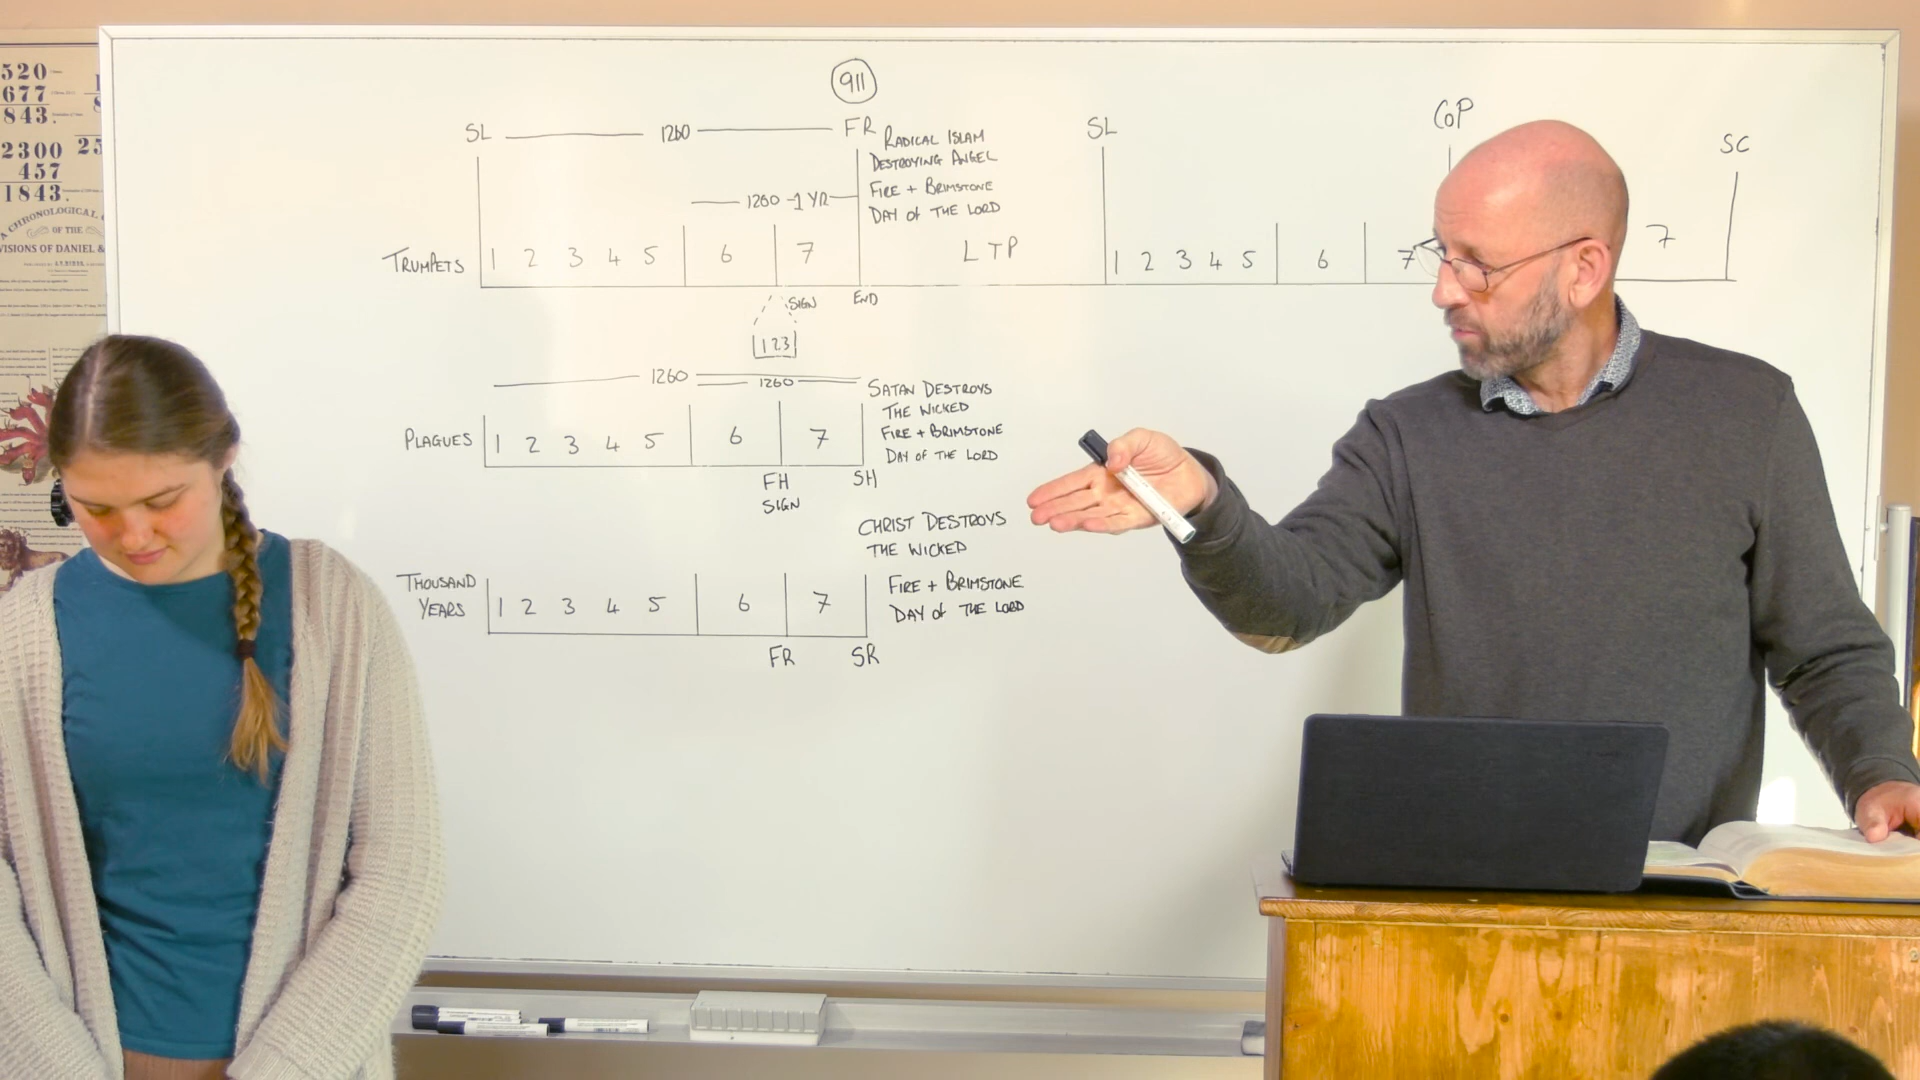 520
677
843.
2300
457
1843.
25
A CHRONOLOGICAL
OF THE
VISIONS OF DANIEL &
911
SL 1260 FR
RADICAL ISLAM
DESTROYING ANGEL
FIRE + BRIMSTONE
DAY of THE LORD
1260 -1 YR
TRUMPETS 1 2 3 4 5 6 7
LTP
SIGN END
123
SL CoP SC
1 2 3 4 5 6 7 7
1260 1260
SATAN DESTROYS
THE WICKED
FIRE + BRIMSTONE
DAY OF THE LORD
PLAGUES 1 2 3 4 5 6 7
FH SH
SIGN
CHRIST DESTROYS
THE WICKED
FIRE + BRIMSTONE
DAY of THE LORD
THOUSAND
YEARS 1 2 3 4 5 6 7
FR SR